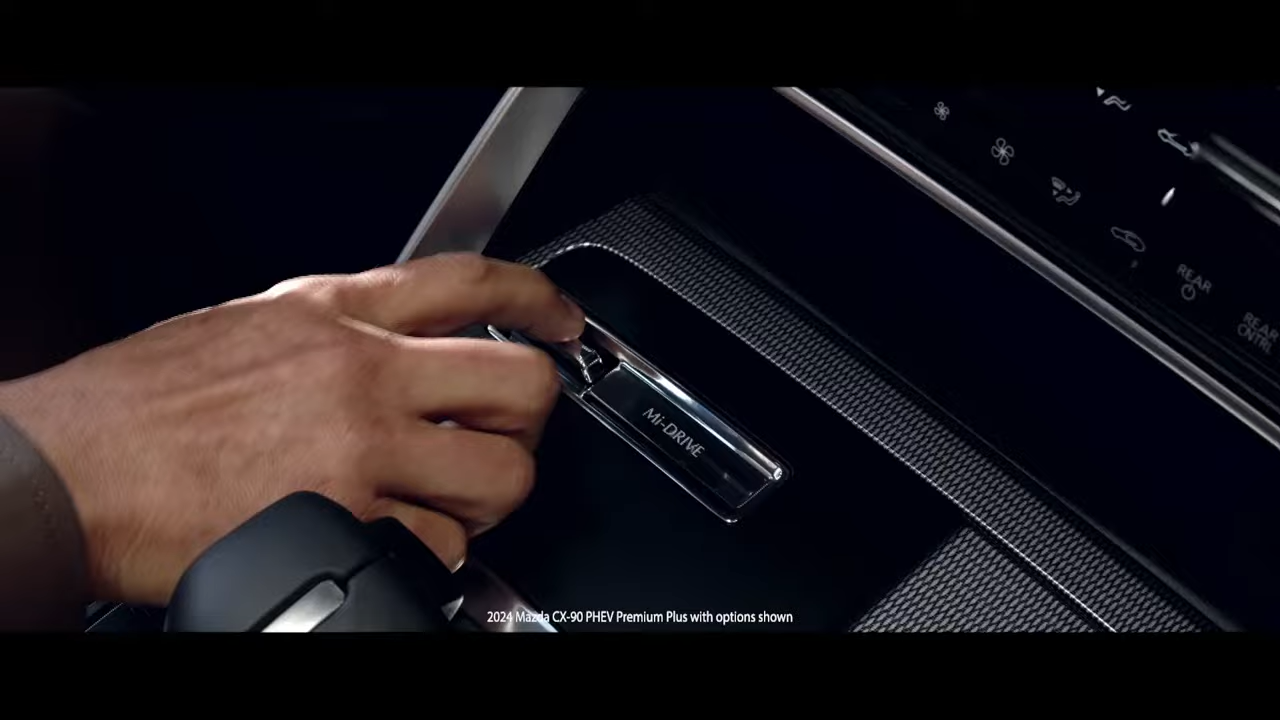 REAR
REAR
CNTRL
Mi-DRIVE
2024 Mazda CX-90 PHEV Premium Plus with options shown